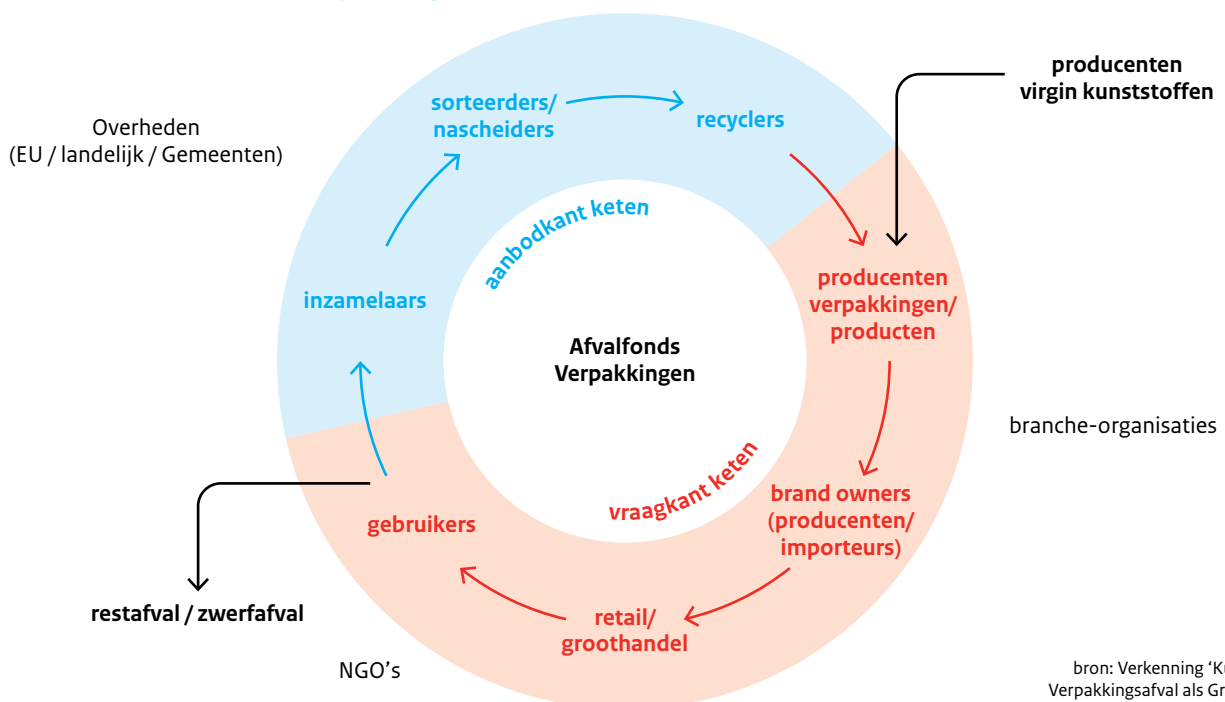 producenten
virgin kunststoffen
sorteerders/
nascheiders
recyclers
Overheden
(EU / landelijk / Gemeenten)
aanbodkant keten
inzamelaars
producenten
verpakkingen/
producten
Afvalfonds
Verpakkingen
branche-organisaties
vraagkant keten
brand owners
(producenten/
importeurs)
gebruikers
restafval / zwerfafval
retail/
groothandel
NGO's
bron: Verkenning ‘
Verpakkingsafval als